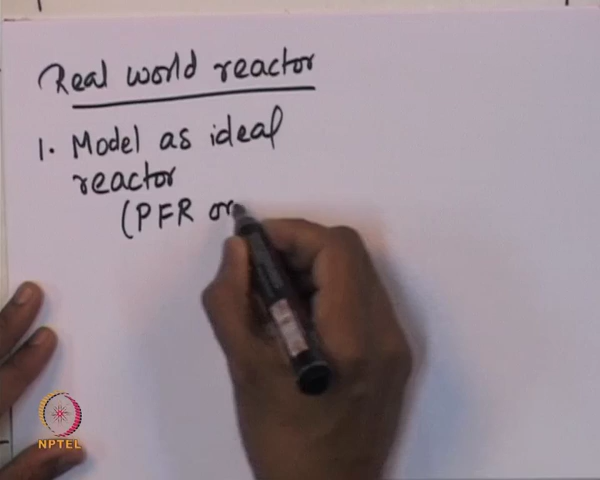 Real world reactor
1. Model as ideal
reactor
(PFR or
NPTEL